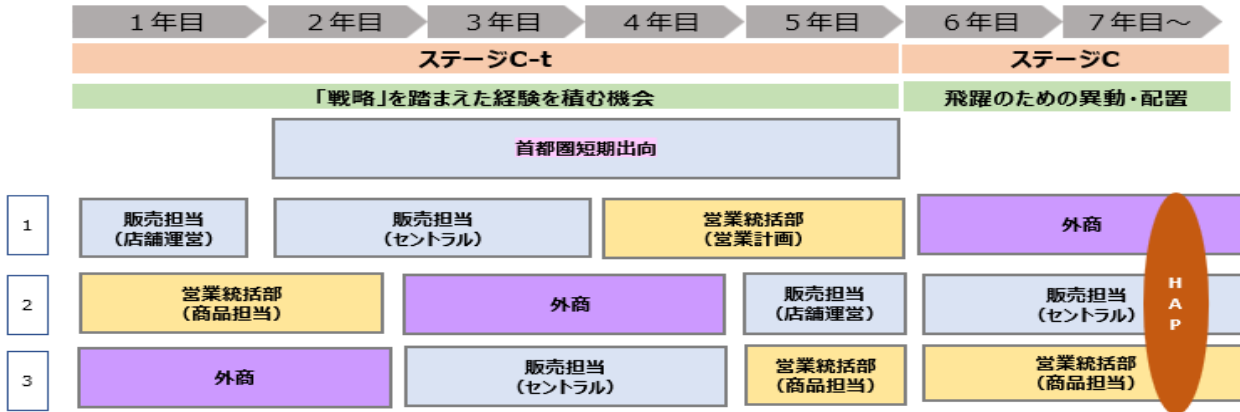 1年目 2年目 3年目 4年目 5年目 6年目 7年目～
ステージC-t ステージC
「戦略」を踏まえた経験を積む機会 飛躍のための異動・配置
首都圏短期出向
1
販売担当
（店舗運営）
販売担当
（セントラル）
営業統括部
（営業計画）
外商
2
営業統括部
（商品担当）
外商
販売担当
（店舗運営）
販売担当
（セントラル）
3
外商
販売担当
（セントラル）
営業統括部
（商品担当）
営業統括部
（商品担当）
HAP